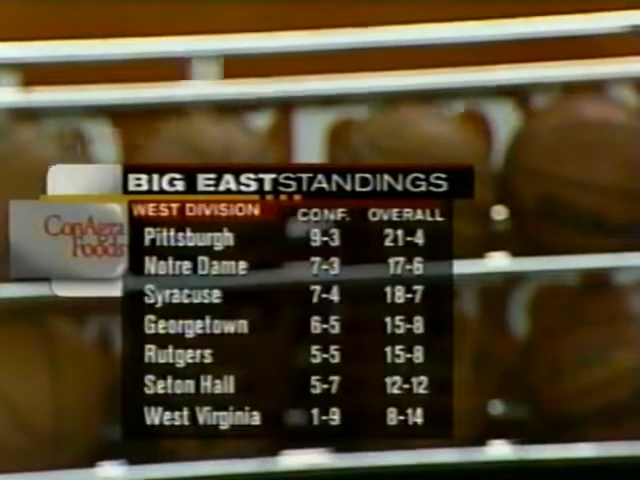 BIG EAST STANDINGS
ConAgra Foods
WEST DIVISION CONF. OVERALL
Pittsburgh 9-3 21-4
Notre Dame 7-3 17-6
Syracuse 7-4 18-7
Georgetown 6-5 15-8
Rutgers 5-5 15-8
Seton Hall 5-7 12-12
West Virginia 1-9 8-14